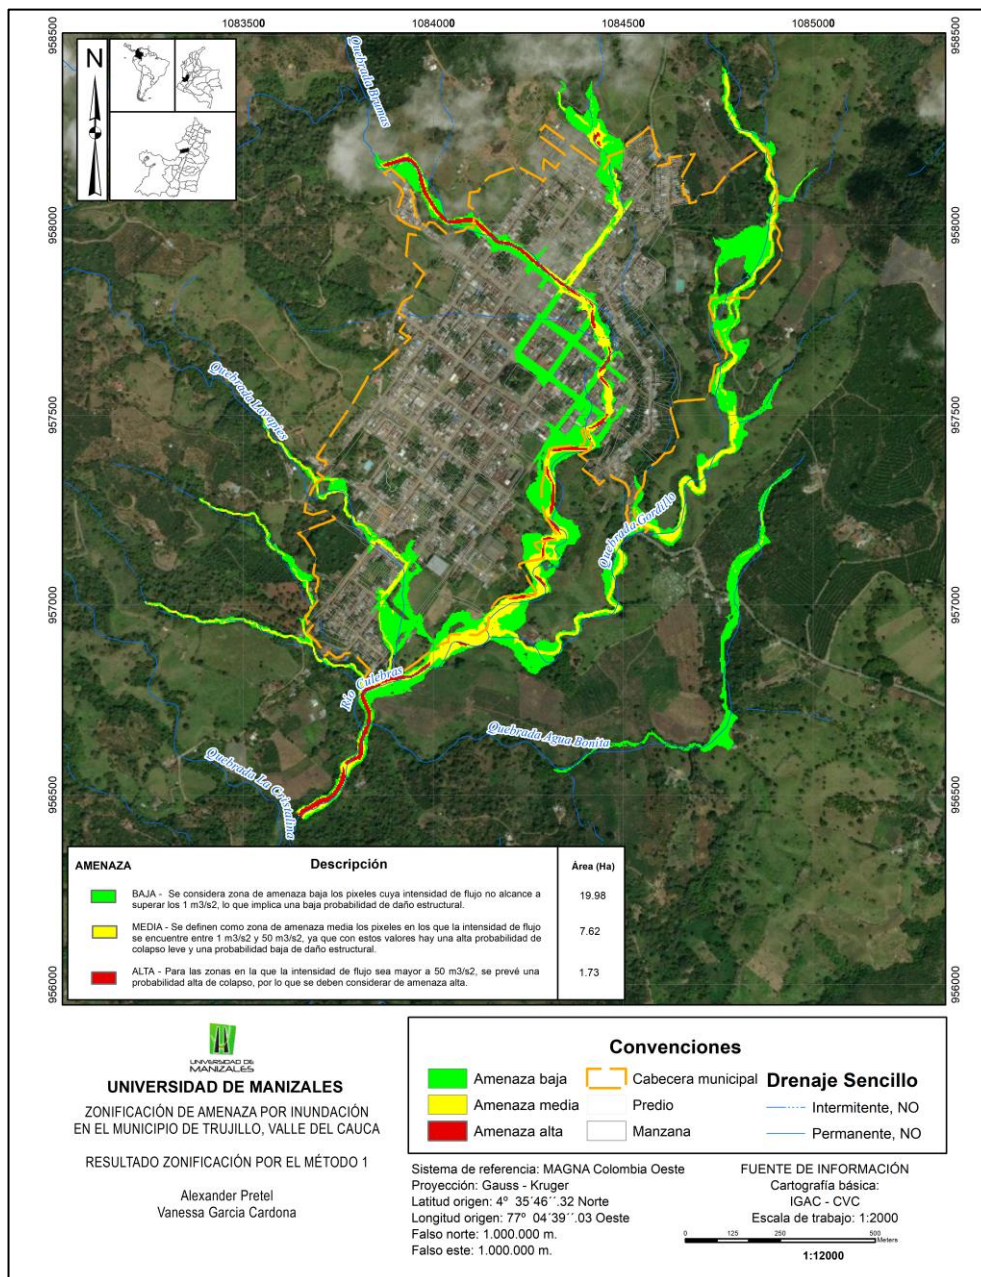 1083500 1084000 1084500 1085000
958500 958500
N
Quebrada Brumas
958000 958000
Quebrada Lavapies
957500 957500
Quebrada Gordillo
957000 957000
Río Culebras
Quebrada Agua Bonita
Quebrada La Cristalina
956500 956500
956000 956000
AMENAZA Descripción Área (Ha)
BAJA - Se considera zona de amenaza baja los pixeles cuya intensidad de flujo no alcance a
superar los 1 m3/s2, lo que implica una baja probabilidad de daño estructural.
19.98
MEDIA - Se definen como zona de amenaza media los pixeles en los que la intensidad de flujo
se encuentre entre 1 m3/s2 y 50 m3/s2, ya que con estos valores hay una alta probabilidad de
colapso leve y una probabilidad baja de daño estructural.
7.62
ALTA - Para las zonas en la que la intensidad de flujo sea mayor a 50 m3/s2, se prevé una
probabilidad alta de colapso, por lo que se deben considerar de amenaza alta.
1.73
UNIVERSIDAD DE
MANIZALES
UNIVERSIDAD DE MANIZALES
ZONIFICACIÓN DE AMENAZA POR INUNDACIÓN
EN EL MUNICIPIO DE TRUJILLO, VALLE DEL CAUCA
RESULTADO ZONIFICACIÓN POR EL MÉTODO 1
Alexander Pretel
Vanessa Garcia Cardona
Convenciones
Amenaza baja
Amenaza media
Amenaza alta
Cabecera municipal
Predio
Manzana
Drenaje Sencillo
Intermitente, NO
Permanente, NO
Sistema de referencia: MAGNA Colombia Oeste
Proyección: Gauss - Kruger
Latitud origen: 4º 35´46´´.32 Norte
Longitud origen: 77º 04´39´´.03 Oeste
Falso norte: 1.000.000 m.
Falso este: 1.000.000 m.
FUENTE DE INFORMACIÓN
Cartografía básica:
IGAC - CVC
Escala de trabajo: 1:2000
0 125 250 500
Meters
1:12000